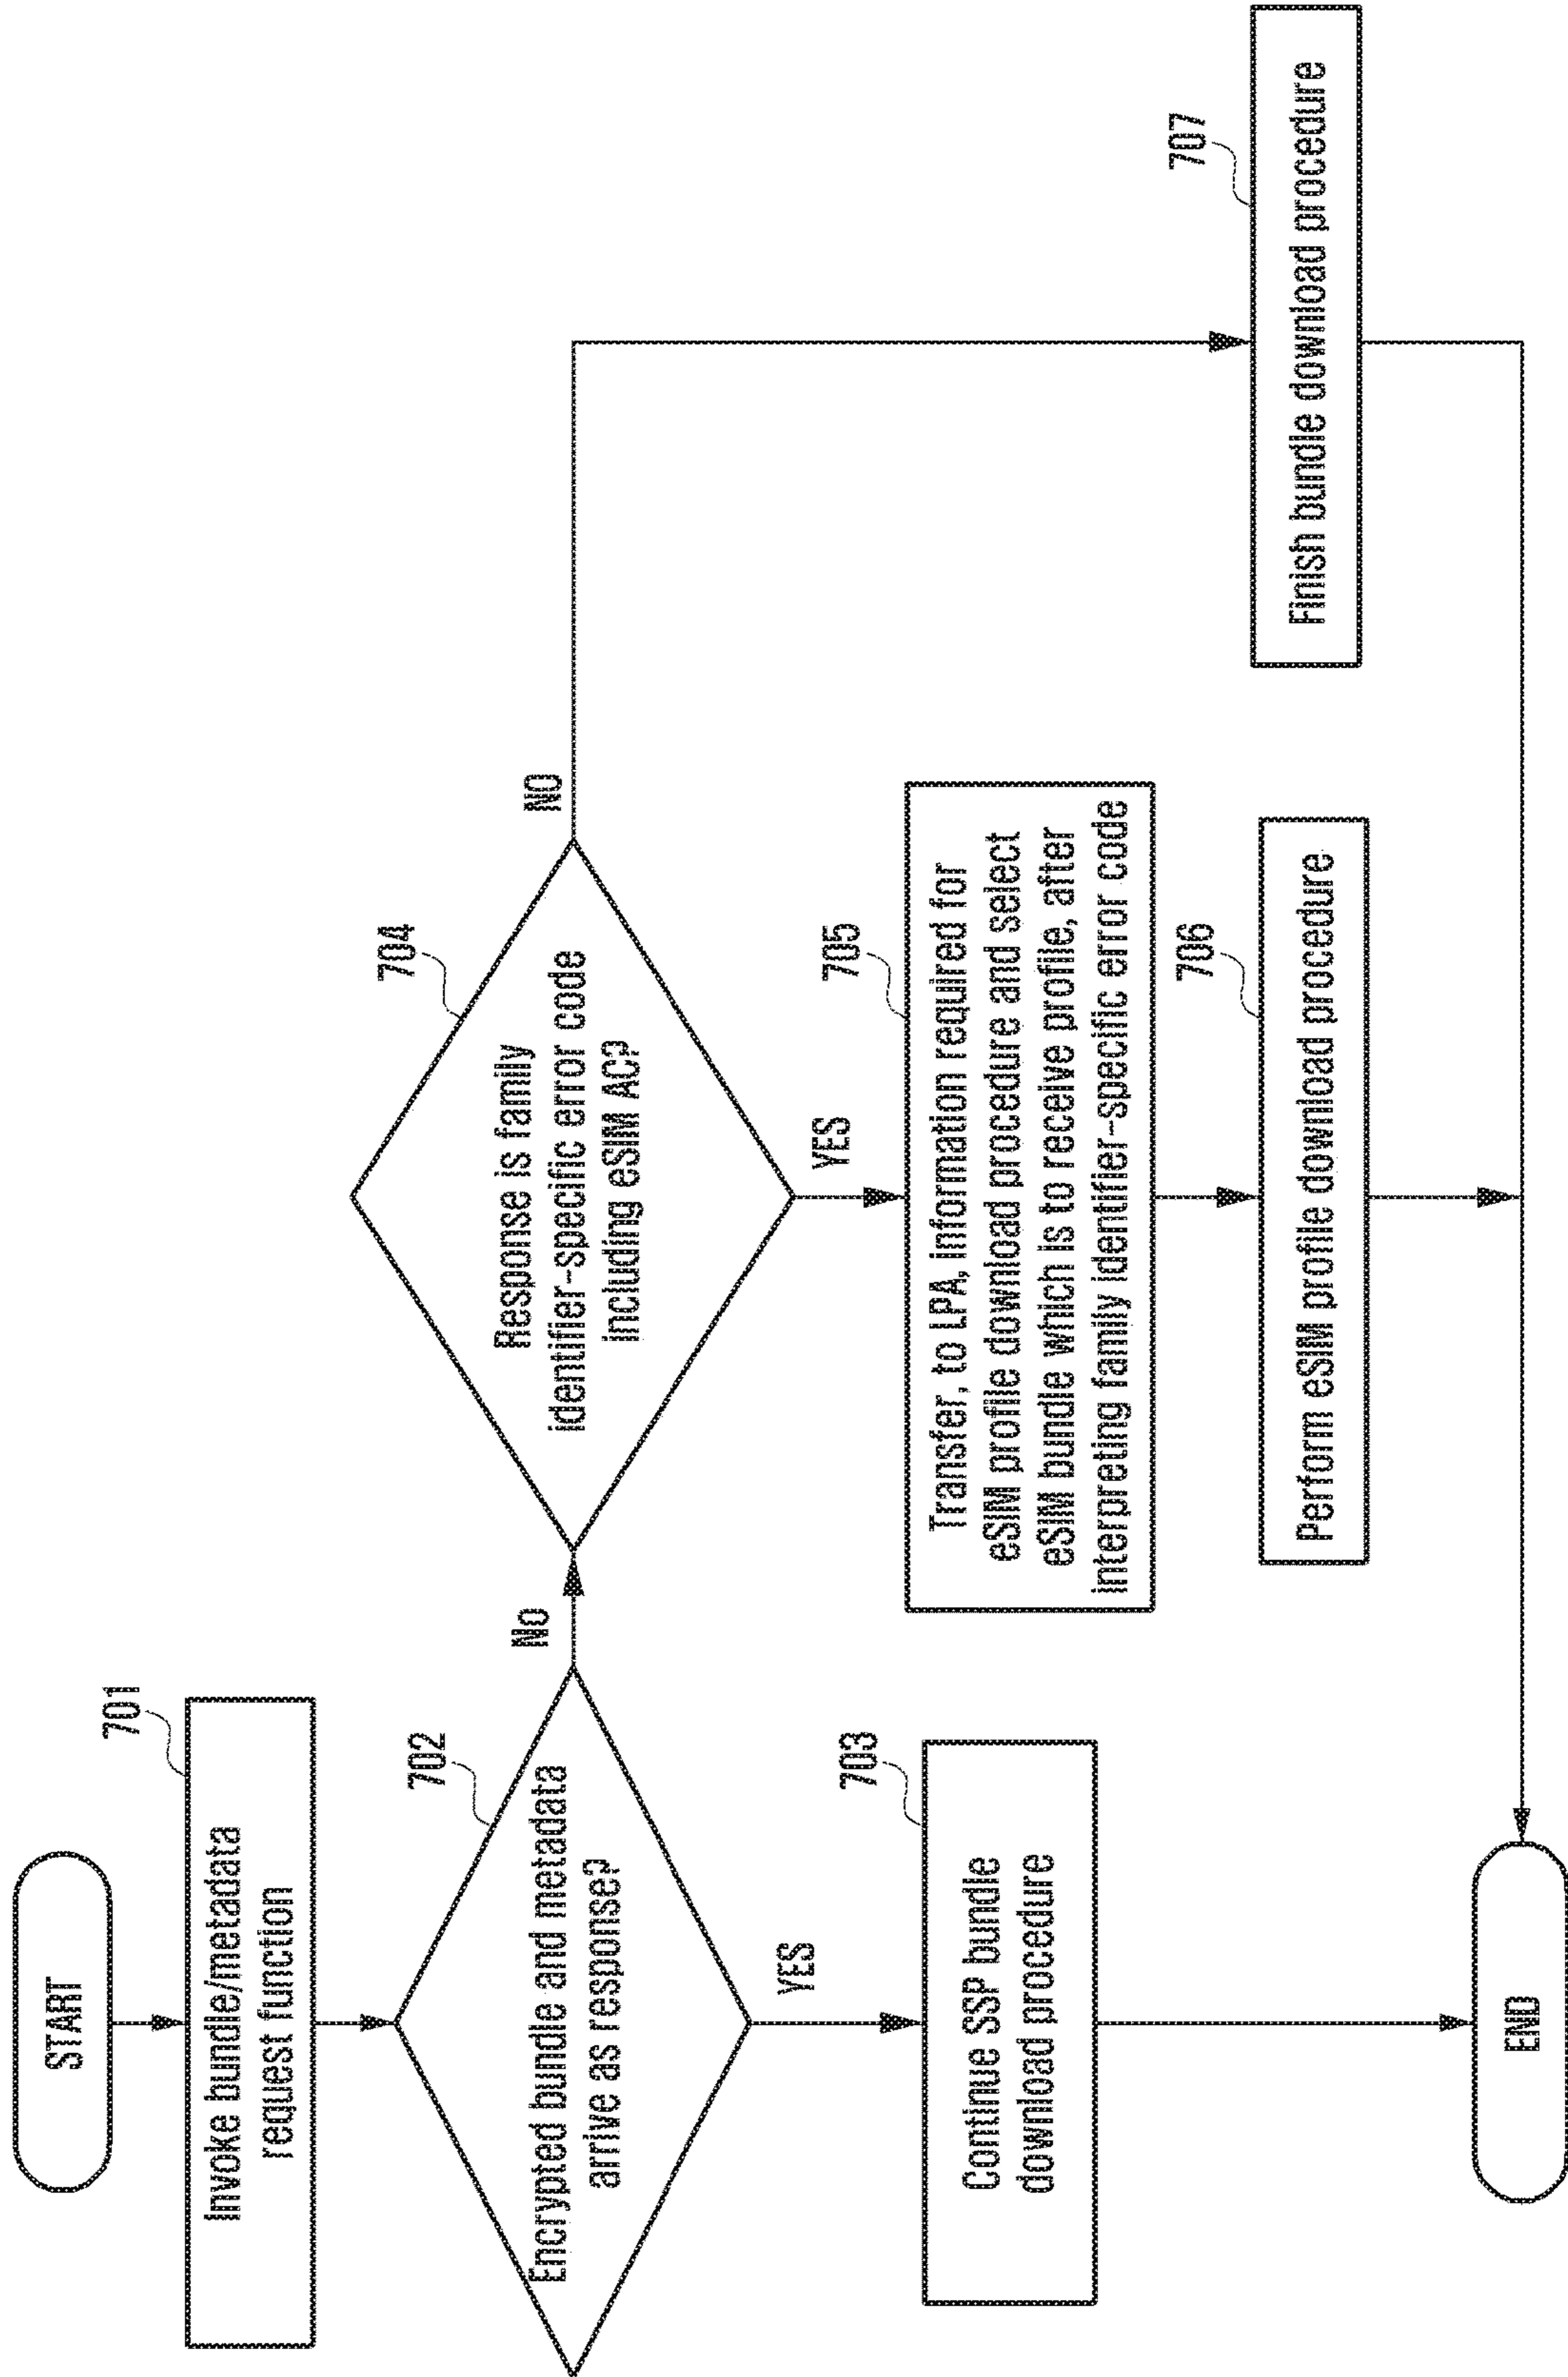 START
701
Invoke bundle/metadata
request function
702
Encrypted bundle and metadata
arrive as response?
No
YES
703
Continue SSP bundle
download procedure
704
Response is family
identifier-specific error code
including eSIM AC?
NO
YES
705
Transfer, to LPA, information required for
eSIM profile download procedure and select
eSIM bundle which is to receive profile, after
interpreting family identifier-specific error code
706
Perform eSIM profile download procedure
707
Finish bundle download procedure
END